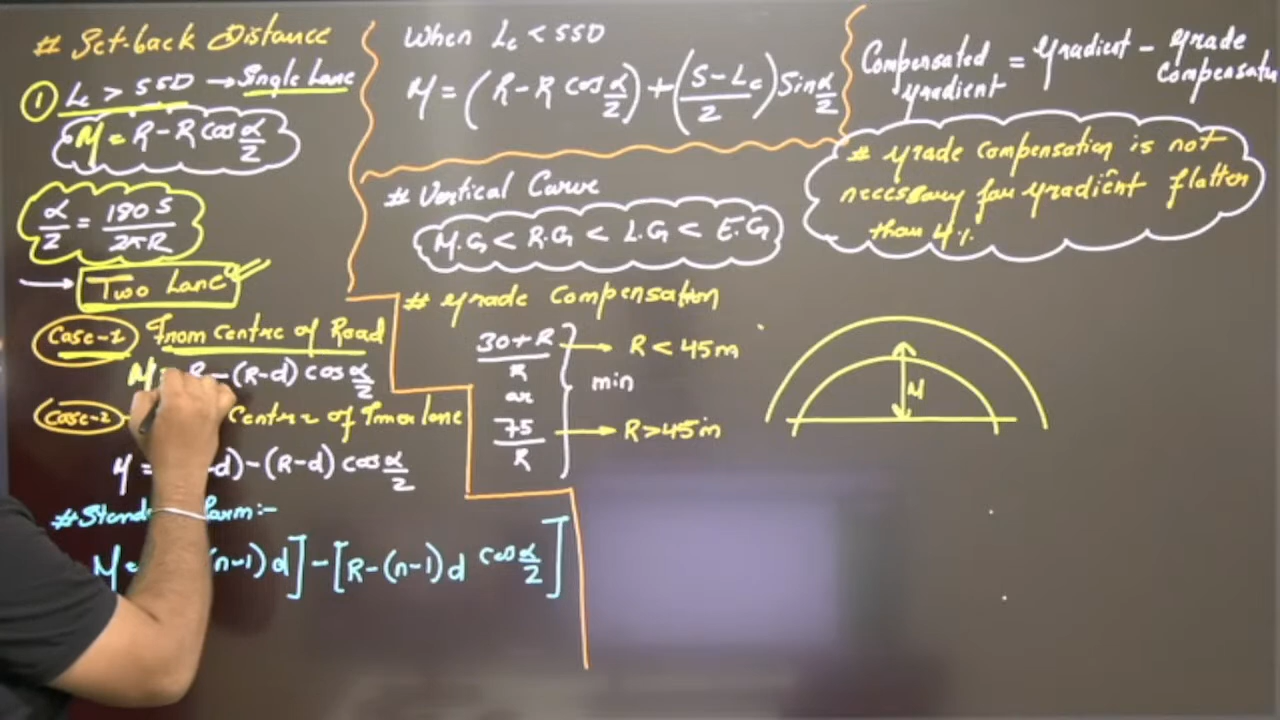 # Set-back Distance
① Lc > SSD → Single Lane
M = R - R cos α/2
α/2 = 180 S / 2πR
→ Two Lane
Case-1 From Centre of Road
M = R - (R-d) cos α/2
Case-2 Centre of Inner lane
M = -d) - (R-d) cos α/2
# Stand form :-
M = (n-1) d] - [R - (n-1) d cos α/2]
When Lc < SSD
M = (R - R cos α/2) + (S - Lc / 2) Sin α/2
# Vertical Curve
M.G < R.G < L.G < E.G
# Grade Compensation
30+R / R → R < 45m
or min
75 / R → R > 45m
Compensated gradient = Gradient - grade Compensation
# Grade Compensation is not
necessary for gradient flatter
than 4%
M